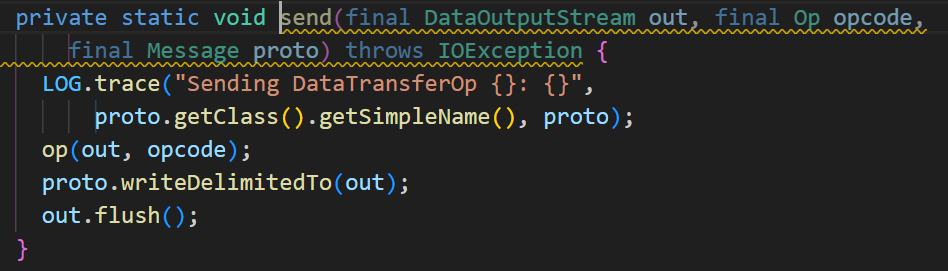 private static void send(final DataOutputStream out, final Op opcode,
    final Message proto) throws IOException {
  LOG.trace("Sending DataTransferOp {}: {}",
      proto.getClass().getSimpleName(), proto);
  op(out, opcode);
  proto.writeDelimitedTo(out);
  out.flush();
}